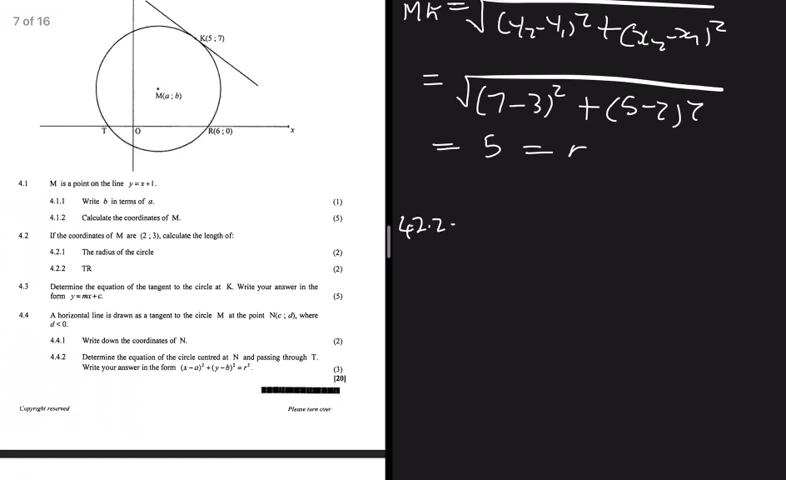 7 of 16
K(5 ; 7)
M(a ; b)
T
O
R(6 ; 0)
x
4.1 M is a point on the line y = x + 1.
4.1.1 Write b in terms of a. (1)
4.1.2 Calculate the coordinates of M. (5)
4.2 If the coordinates of M are (2 ; 3), calculate the length of:
4.2.1 The radius of the circle (2)
4.2.2 TR (2)
4.3 Determine the equation of the tangent to the circle at K. Write your answer in the
form y = mx + c. (5)
4.4 A horizontal line is drawn as a tangent to the circle M at the point N(c ; d), where
d < 0.
4.4.1 Write down the coordinates of N. (2)
4.4.2 Determine the equation of the circle centred at N and passing through T.
Write your answer in the form (x − a)² + (y − b)² = r². (3)
[20]
Copyright reserved
Please turn over
MK = √(y₂−y₁)² + (x₂−x₁)²
= √(7−3)² + (5−2)²
= 5 = r
42.2.